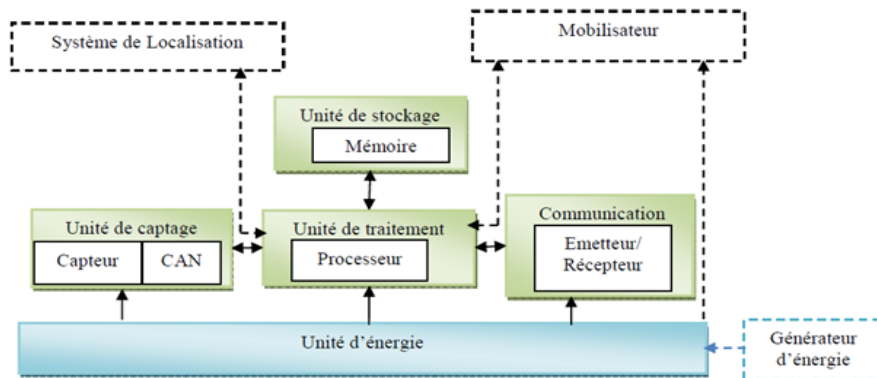 Système de Localisation
Mobilisateur
Unité de stockage
Mémoire
Unité de captage
Capteur
CAN
Unité de traitement
Processeur
Communication
Emetteur/
Récepteur
Unité d’énergie
Générateur
d’énergie